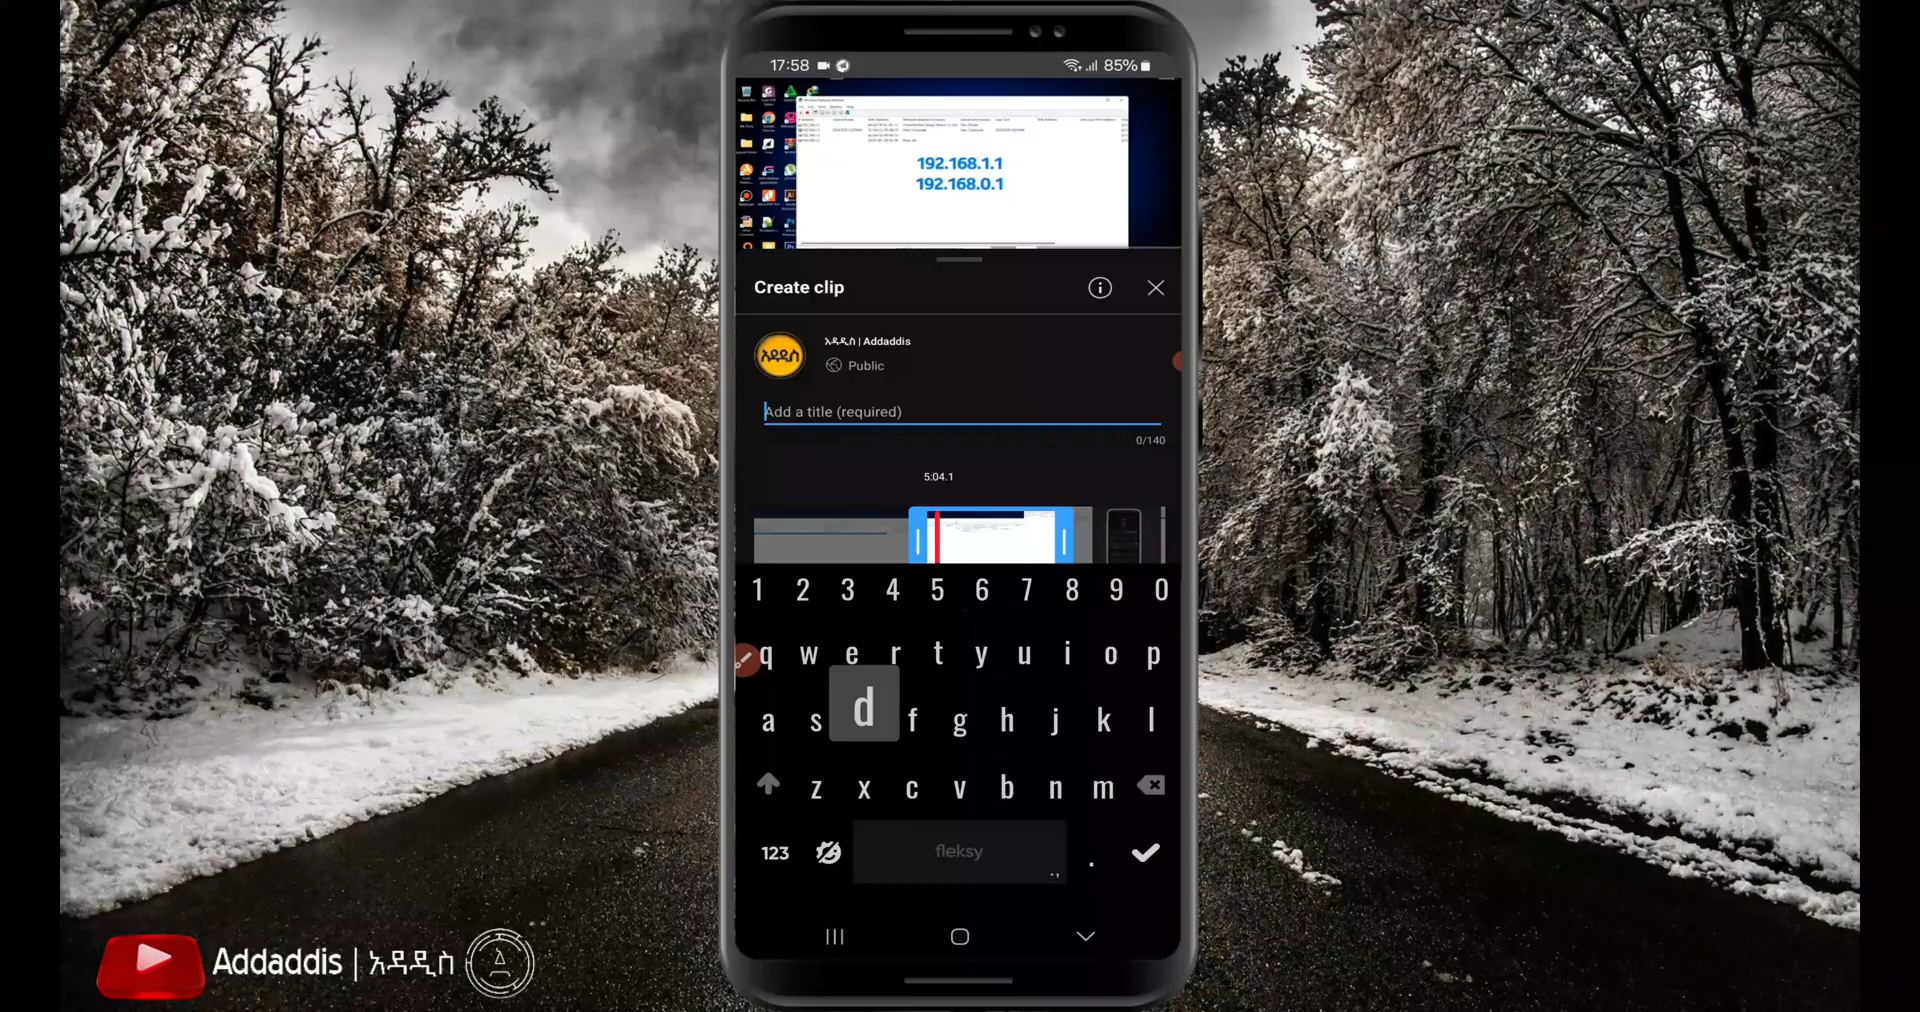 17:58
85%
192.168.1.1
192.168.0.1
Create clip
አዳዲስ
አዳዲስ | Addaddis
Public
Add a title (required)
0/140
5:04.1
1 2 3 4 5 6 7 8 9 0
q w e r t y u i o p
a s d f g h j k l
z x c v b n m
123 fleksy ., .
Addaddis | አዳዲስ